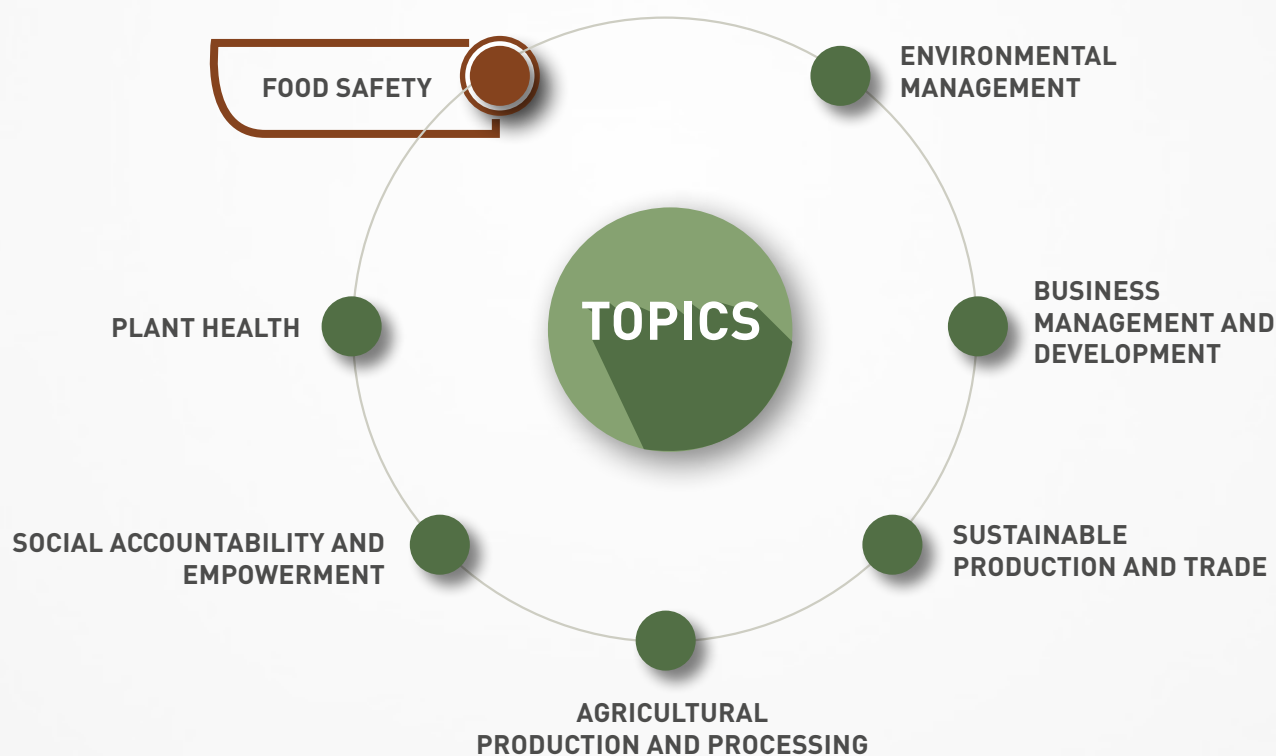 FOOD SAFETY
ENVIRONMENTAL
MANAGEMENT
TOPICS
BUSINESS
MANAGEMENT AND
DEVELOPMENT
PLANT HEALTH
SOCIAL ACCOUNTABILITY AND
EMPOWERMENT
SUSTAINABLE
PRODUCTION AND TRADE
AGRICULTURAL
PRODUCTION AND PROCESSING